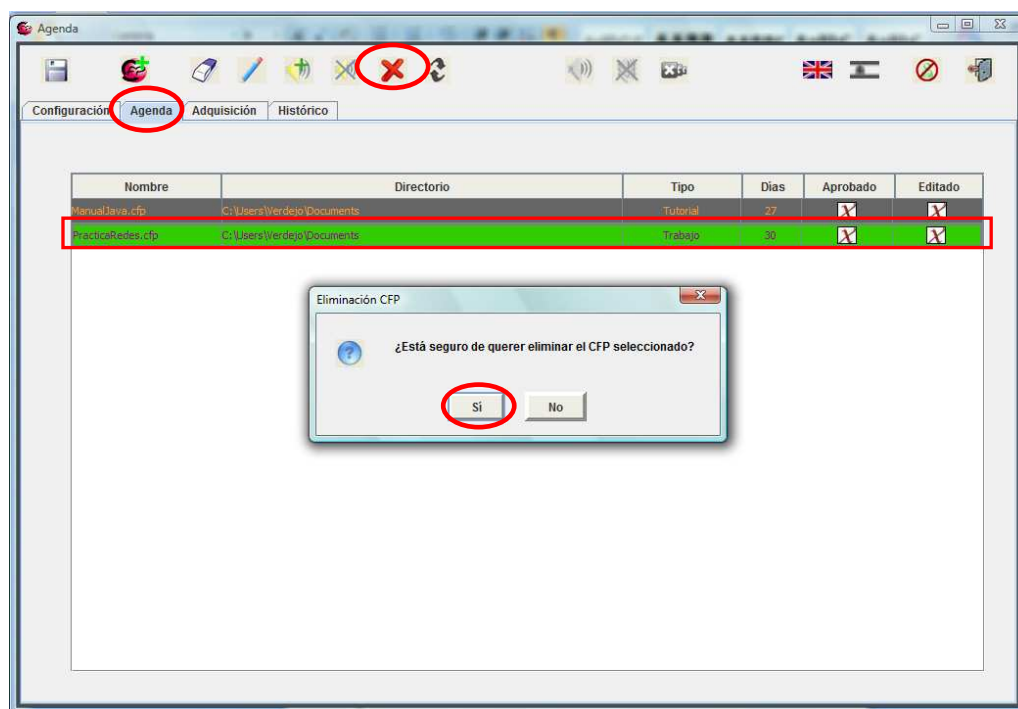 Agenda
Configuración Agenda Adquisición Histórico
Nombre Directorio Tipo Dias Aprobado Editado
ManualJava.cfp C:\Users\Verdejo\Documents Tutorial 27 X X
PracticaRedes.cfp C:\Users\Verdejo\Documents Trabajo 30 X X
Eliminación CFP
¿Está seguro de querer eliminar el CFP seleccionado?
Sí No